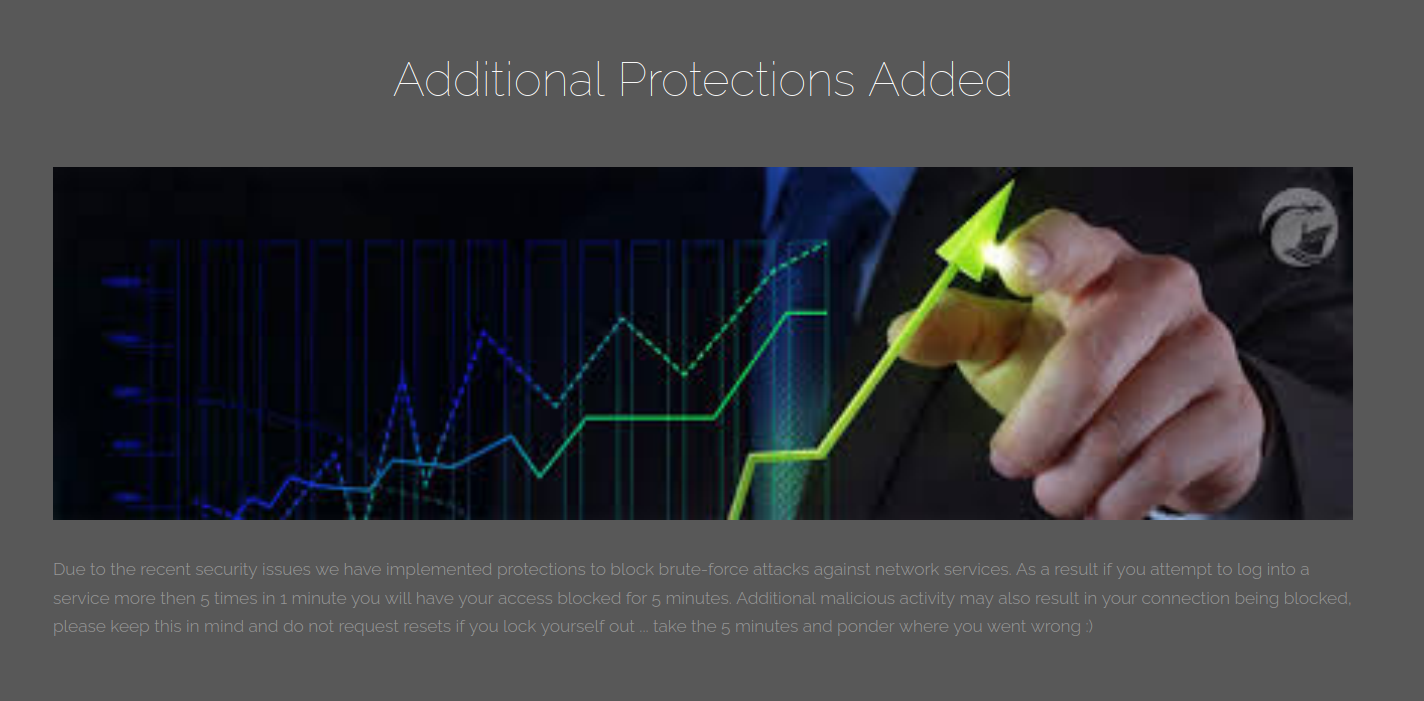 Additional Protections Added
Due to the recent security issues we have implemented protections to block brute-force attacks against network services. As a result if you attempt to log into a
service more then 5 times in 1 minute you will have your access blocked for 5 minutes. Additional malicious activity may also result in your connection being blocked,
please keep this in mind and do not request resets if you lock yourself out ... take the 5 minutes and ponder where you went wrong :)